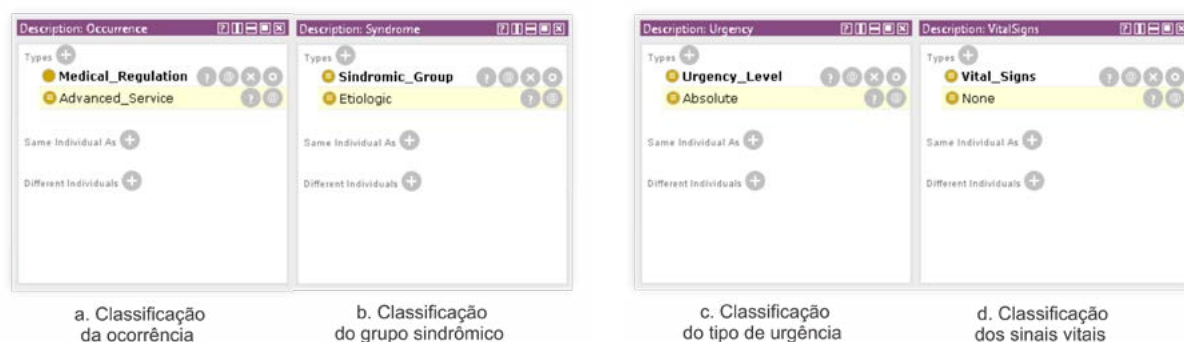 Description: Occurrence
Types
Medical_Regulation
Advanced_Service
Same Individual As
Different Individuals
a. Classificação
da ocorrência
Description: Syndrome
Types
Sindromic_Group
Etiologic
Same Individual As
Different Individuals
b. Classificação
do grupo sindrômico
Description: Urgency
Types
Urgency_Level
Absolute
Same Individual As
Different Individuals
c. Classificação
do tipo de urgência
Description: VitalSigns
Types
Vital_Signs
None
Same Individual As
Different Individuals
d. Classificação
dos sinais vitais